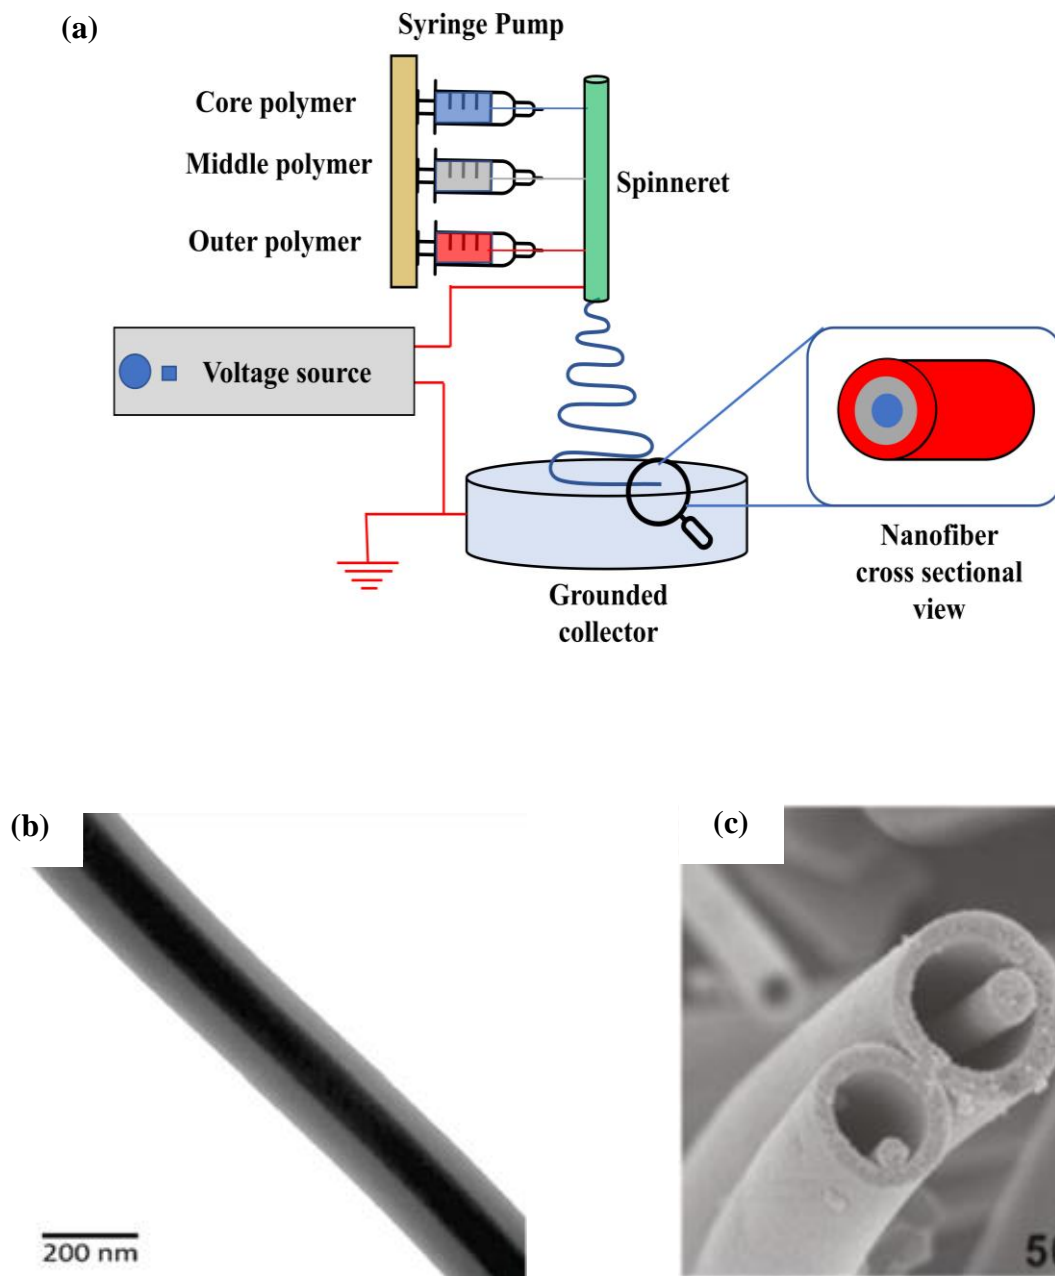 (a)
Syringe Pump
Core polymer
Middle polymer
Outer polymer
Spinneret
Voltage source
Grounded
collector
Nanofiber
cross sectional
view
(b)
200 nm
(c)